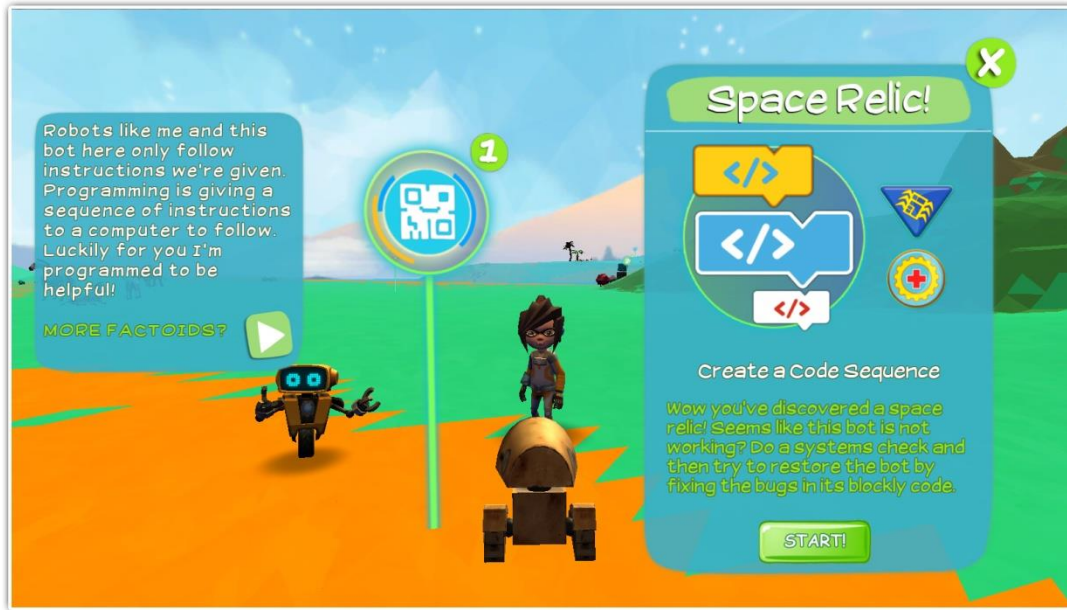 Robots like me and this
bot here only follow
instructions we're given.
Programming is giving a
sequence of instructions
to a computer to follow.
Luckily for you I'm
programmed to be
helpful!
MORE FACTOIDS?
1
X
Space Relic!
</>
</>
</>
Create a Code Sequence
Wow you've discovered a space
relic! Seems like this bot is not
working? Do a systems check and
then try to restore the bot by
fixing the bugs in its blockly code.
START!